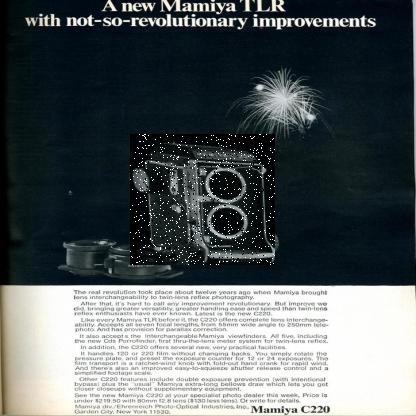 A new Mamiya TLR
with not-so-revolutionary improvements
The real revolution took place about twelve years ago when Mamiya brought
lens interchangeability to twin-lens reflex photography.
After that, it's hard to call any improvement revolutionary. But improve we
did, bringing greater versatility, greater handling ease and speed than twin-lens
reflex enthusiasts have ever known. Latest is the new C220.
Like every Mamiya TLR before it, the C220 offers complete lens interchange-
ability. Accepts all seven focal lengths, from 55mm wide angle to 250mm tele-
photo. And has provision for parallax correction.
It also accepts the interchangeable Mamiya finders. All five, including
the new Cds Porrofinder, first thru-the-lens meter system for twin-lens reflex.
In addition, the C220 offers several new, very practical facilities.
It handles 120 or 220 film without changing backs. You simply rotate the
pressure plate, and preset the exposure counter for 12 or 24 exposures. The
film transport is a ratchet-wind knob with fold-out hand crank for rapid wind.
And there's also an improved easy-to-squeeze shutter release control and a
simplified footage scale.
Other C220 features include double exposure prevention (with intentional
bypass) plus the "usual" Mamiya extra-long bellows draw which lets you get
closer closeups without supplementary equipment.
See the new Mamiya C220 at your specialist photo dealer this week. Price is
under $219.50 with 80mm f2.8 lens ($130 less lens). Or write for details.
Mamiya div./Ehrenreich Photo-Optical Industries, Inc.,
Garden City, New York 11530.
Mamiya C220